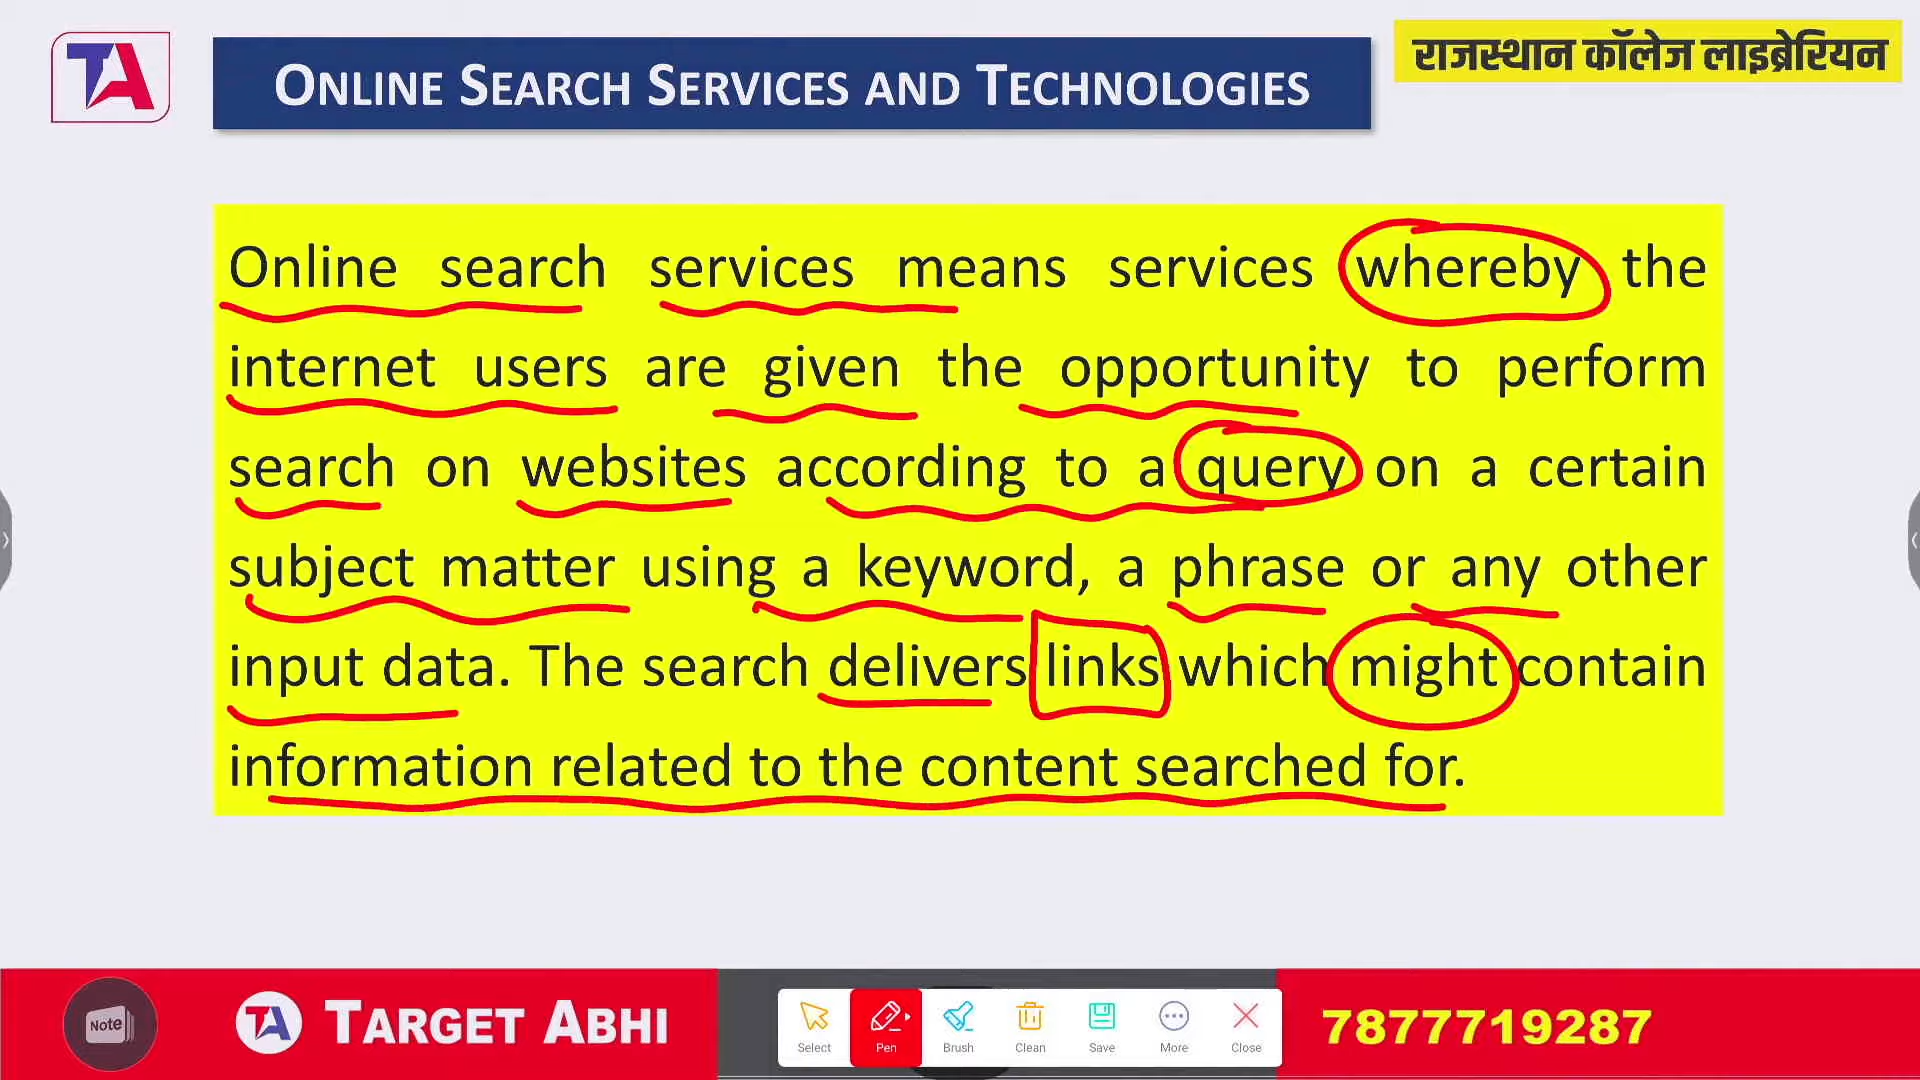 TA
ONLINE SEARCH SERVICES AND TECHNOLOGIES
राजस्थान कॉलेज लाइब्रेरियन
Online search services means services whereby the
internet users are given the opportunity to perform
search on websites according to a query on a certain
subject matter using a keyword, a phrase or any other
input data. The search delivers links which might contain
information related to the content searched for.
Note
TA TARGET ABHI
Select Pen Brush Clean Save More Close
7877719287